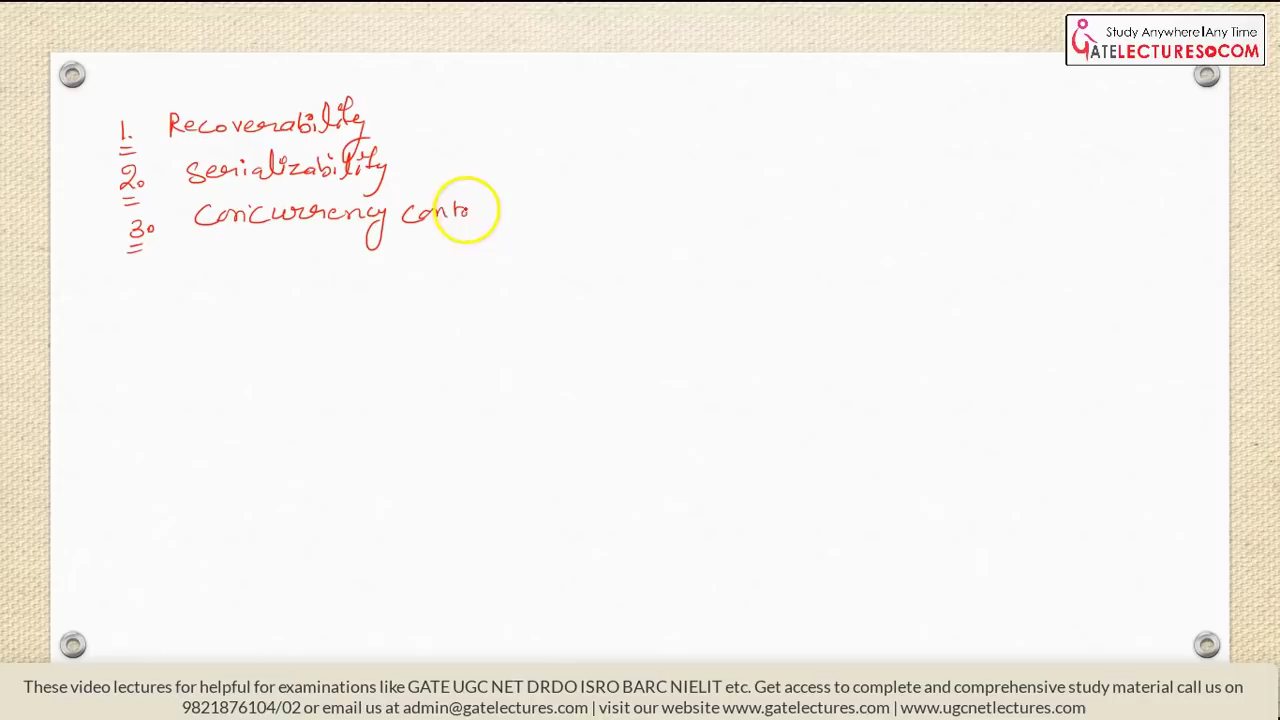 Study Anywhere|Any Time
GATELECTURES.COM
1. Recoverability
2. Serializability
3. Concurrency conto
These video lectures for helpful for examinations like GATE UGC NET DRDO ISRO BARC NIELIT etc. Get access to complete and comprehensive study material call us on
9821876104/02 or email us at admin@gatelectures.com | visit our website www.gatelectures.com | www.ugcnetlectures.com